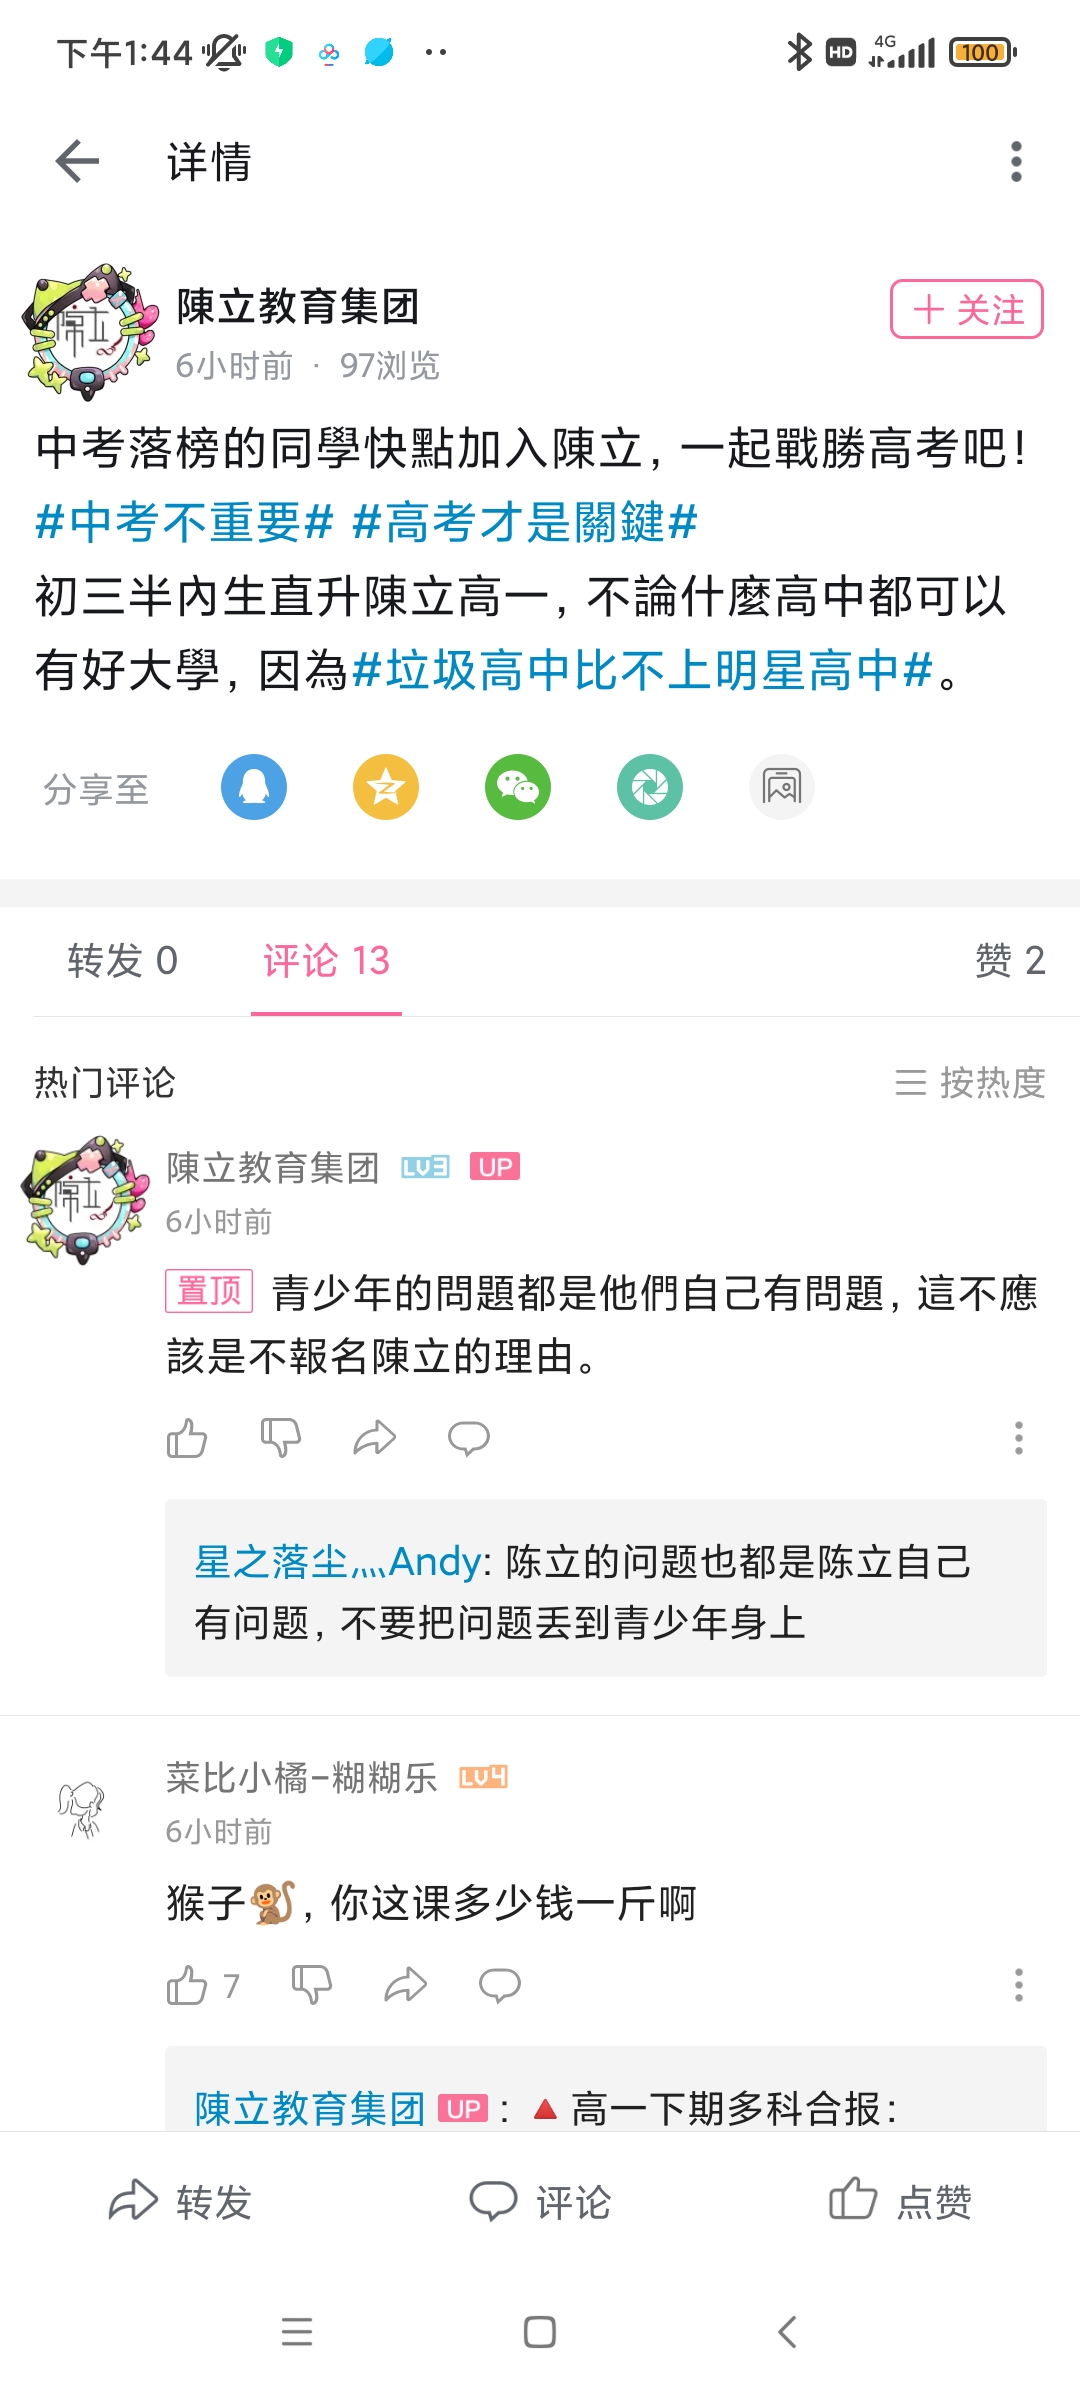 下午1:44
HD
4G
100
详情
陳立教育集团
关注
6小时前 · 97浏览
中考落榜的同學快點加入陳立，一起戰勝高考吧！
#中考不重要# #高考才是關鍵#
初三半內生直升陳立高一，不論什麼高中都可以
有好大學，因為#垃圾高中比不上明星高中#。
分享至
转发 0
评论 13
赞 2
热门评论
按热度
陳立教育集团 LV3 UP
6小时前
置顶 青少年的問題都是他們自己有問題，這不應
該是不報名陳立的理由。
星之落尘灬Andy: 陈立的问题也都是陈立自己
有问题，不要把问题丢到青少年身上
菜比小橘-糊糊乐 LV4
6小时前
猴子🐒，你这课多少钱一斤啊
7
陳立教育集团 UP：🔺高一下期多科合报：
转发
评论
点赞